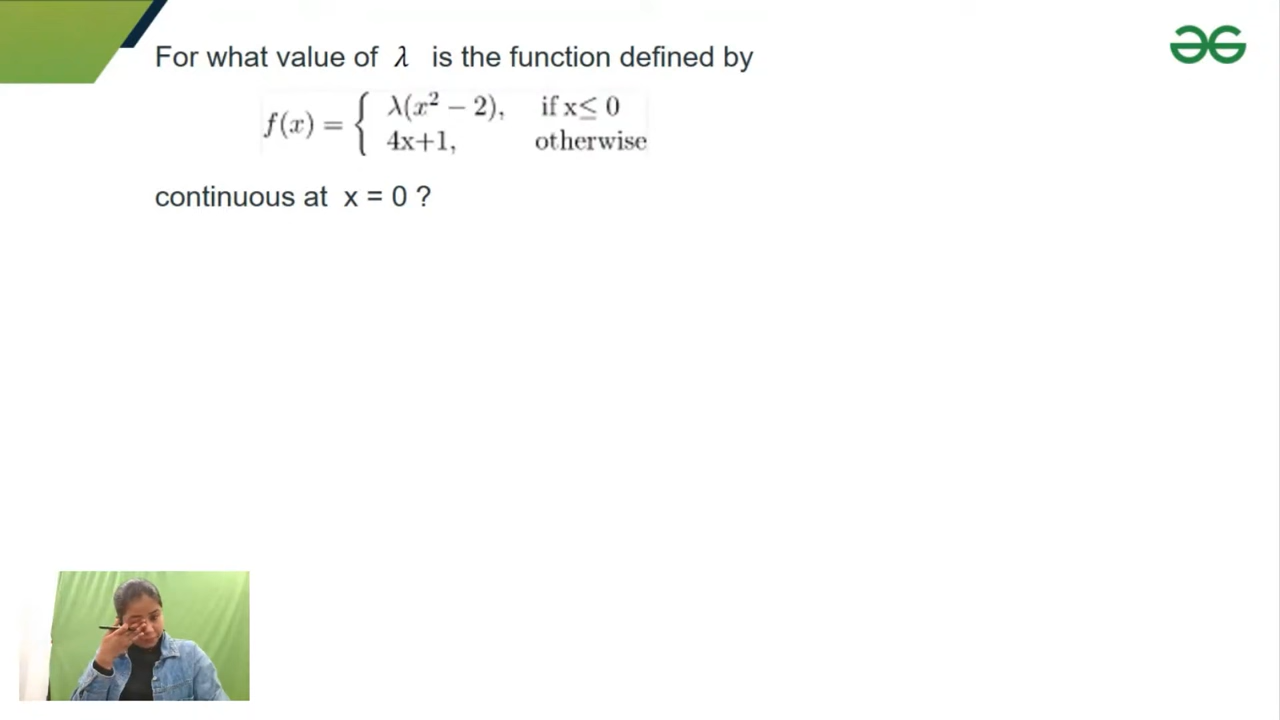 For what value of λ is the function defined by
f(x) = { λ(x² – 2), if x≤ 0
4x+1, otherwise
continuous at x = 0 ?